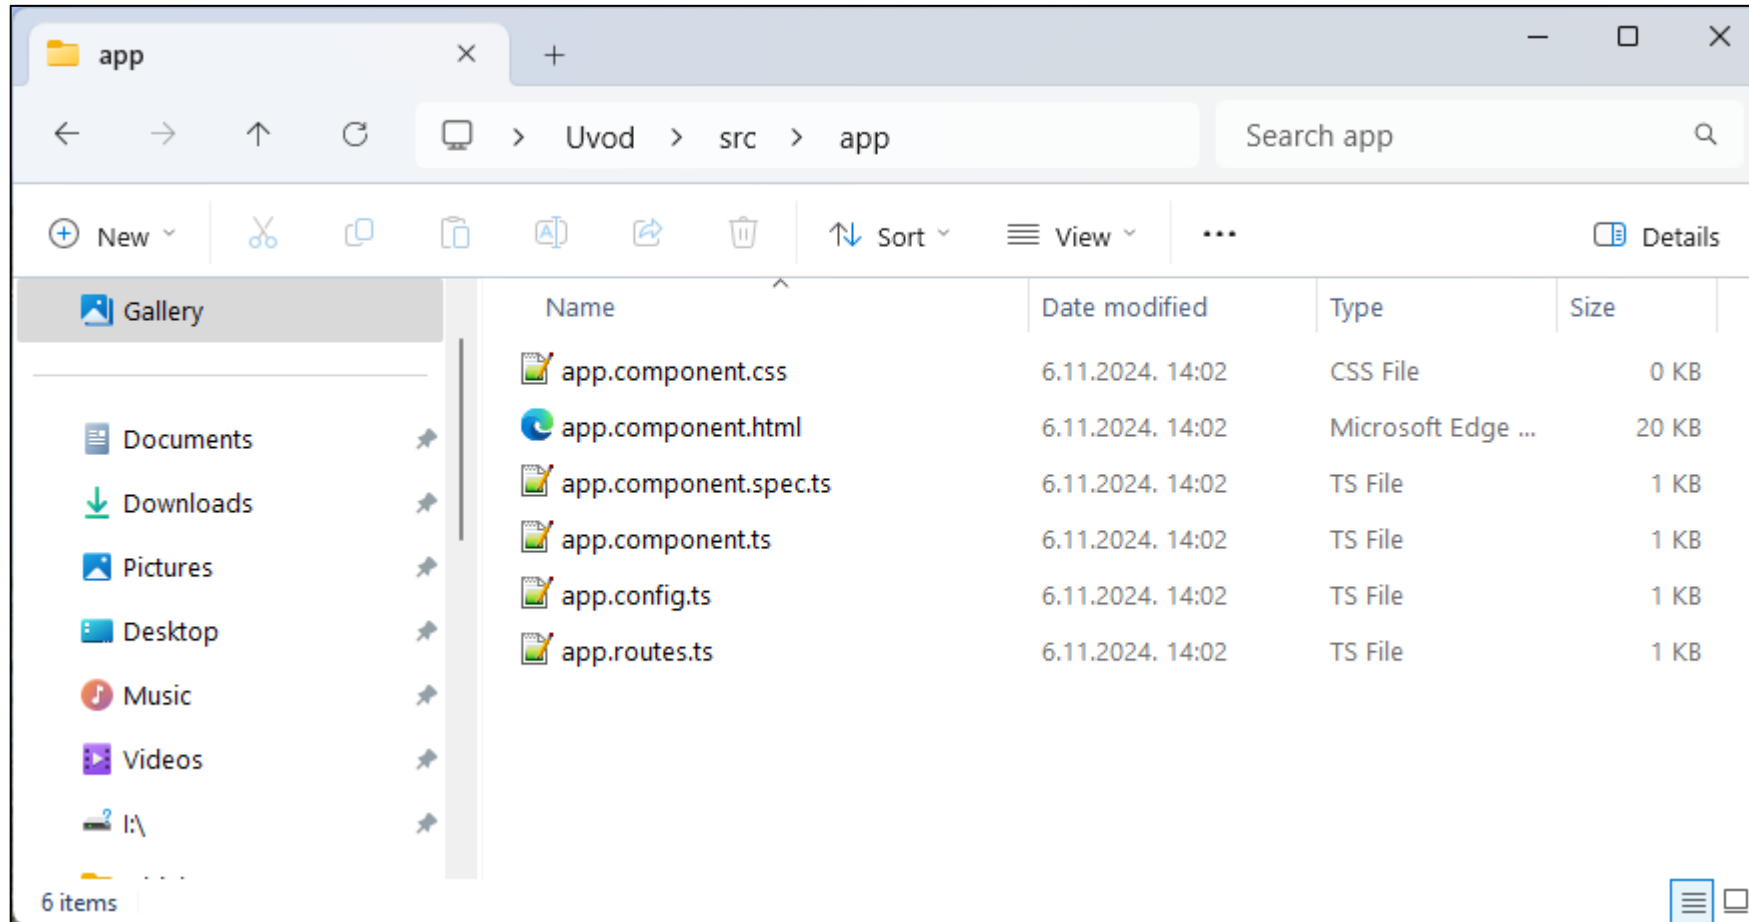 app
Uvod > src > app
Search app
New
Sort
View
Details
Gallery
Documents
Downloads
Pictures
Desktop
Music
Videos
I:\
Name Date modified Type Size
app.component.css 6.11.2024. 14:02 CSS File 0 KB
app.component.html 6.11.2024. 14:02 Microsoft Edge ... 20 KB
app.component.spec.ts 6.11.2024. 14:02 TS File 1 KB
app.component.ts 6.11.2024. 14:02 TS File 1 KB
app.config.ts 6.11.2024. 14:02 TS File 1 KB
app.routes.ts 6.11.2024. 14:02 TS File 1 KB
6 items